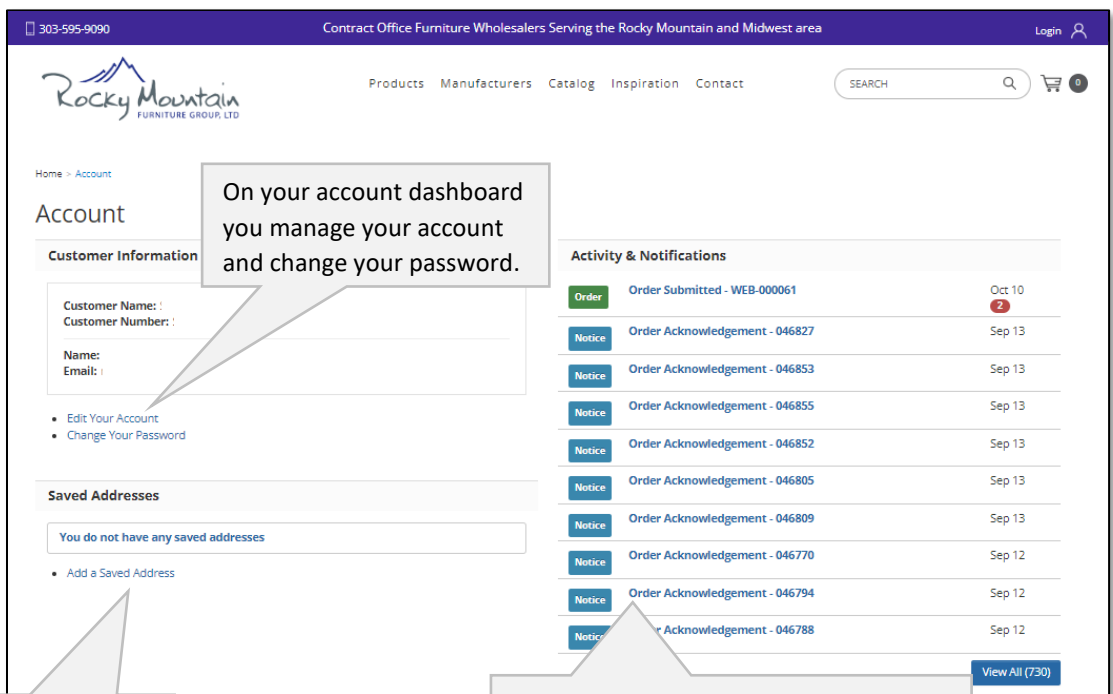 303-595-9090
Contract Office Furniture Wholesalers Serving the Rocky Mountain and Midwest area
Login
Rocky Mountain
FURNITURE GROUP, LTD
Products Manufacturers Catalog Inspiration Contact
SEARCH
0
Home > Account
On your account dashboard
you manage your account
and change your password.
Account
Customer Information
Customer Name:
Customer Number:
Name:
Email:
Edit Your Account
Change Your Password
Saved Addresses
You do not have any saved addresses
Add a Saved Address
Activity & Notifications
Order Order Submitted - WEB-000061 Oct 10
2
Notice Order Acknowledgement - 046827 Sep 13
Notice Order Acknowledgement - 046853 Sep 13
Notice Order Acknowledgement - 046855 Sep 13
Notice Order Acknowledgement - 046852 Sep 13
Notice Order Acknowledgement - 046805 Sep 13
Notice Order Acknowledgement - 046809 Sep 13
Notice Order Acknowledgement - 046770 Sep 12
Notice Order Acknowledgement - 046794 Sep 12
Acknowledgement - 046788 Sep 12
View All (730)